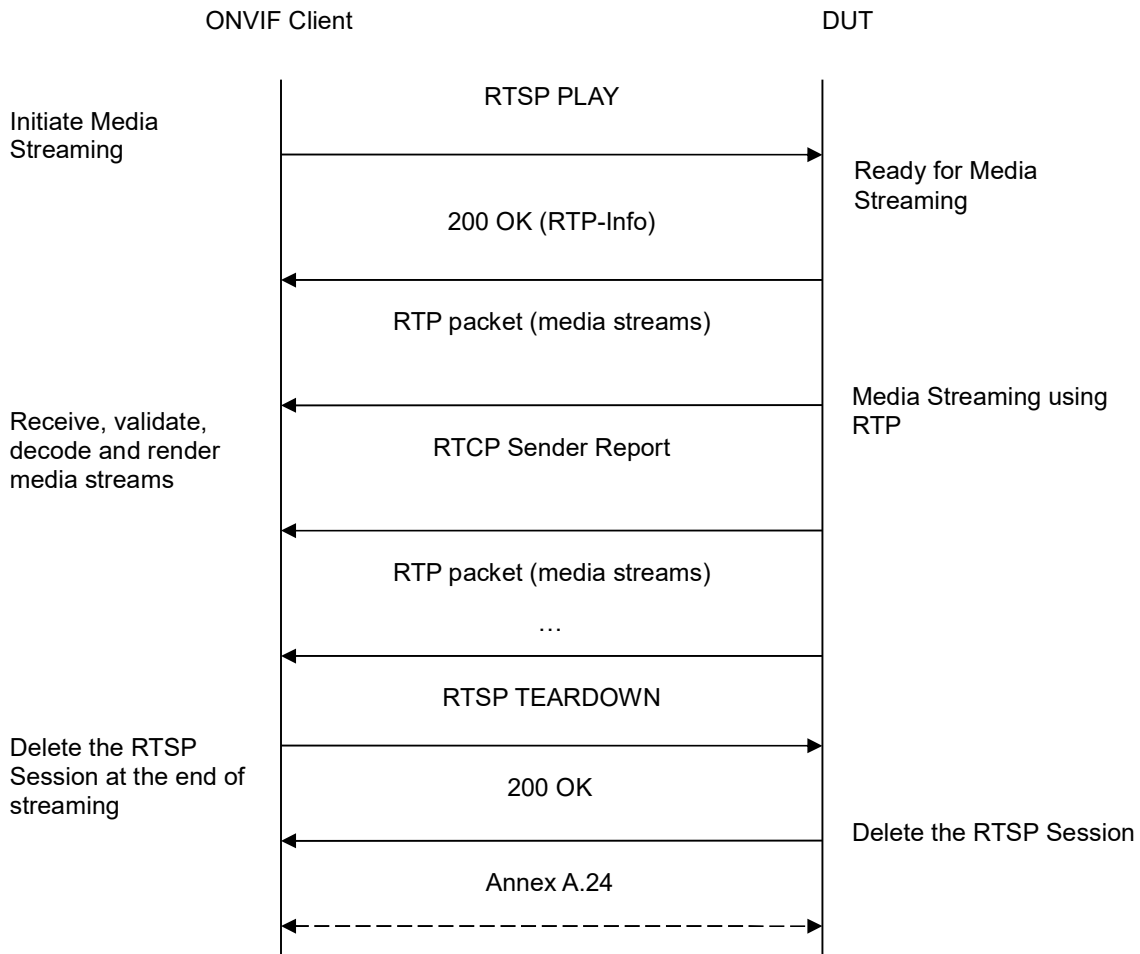 ONVIF Client
DUT
RTSP PLAY
Initiate Media
Streaming
Ready for Media
Streaming
200 OK (RTP-Info)
RTP packet (media streams)
Media Streaming using
RTP
Receive, validate,
decode and render
media streams
RTCP Sender Report
RTP packet (media streams)
…
RTSP TEARDOWN
Delete the RTSP
Session at the end of
streaming
200 OK
Delete the RTSP Session
Annex A.24